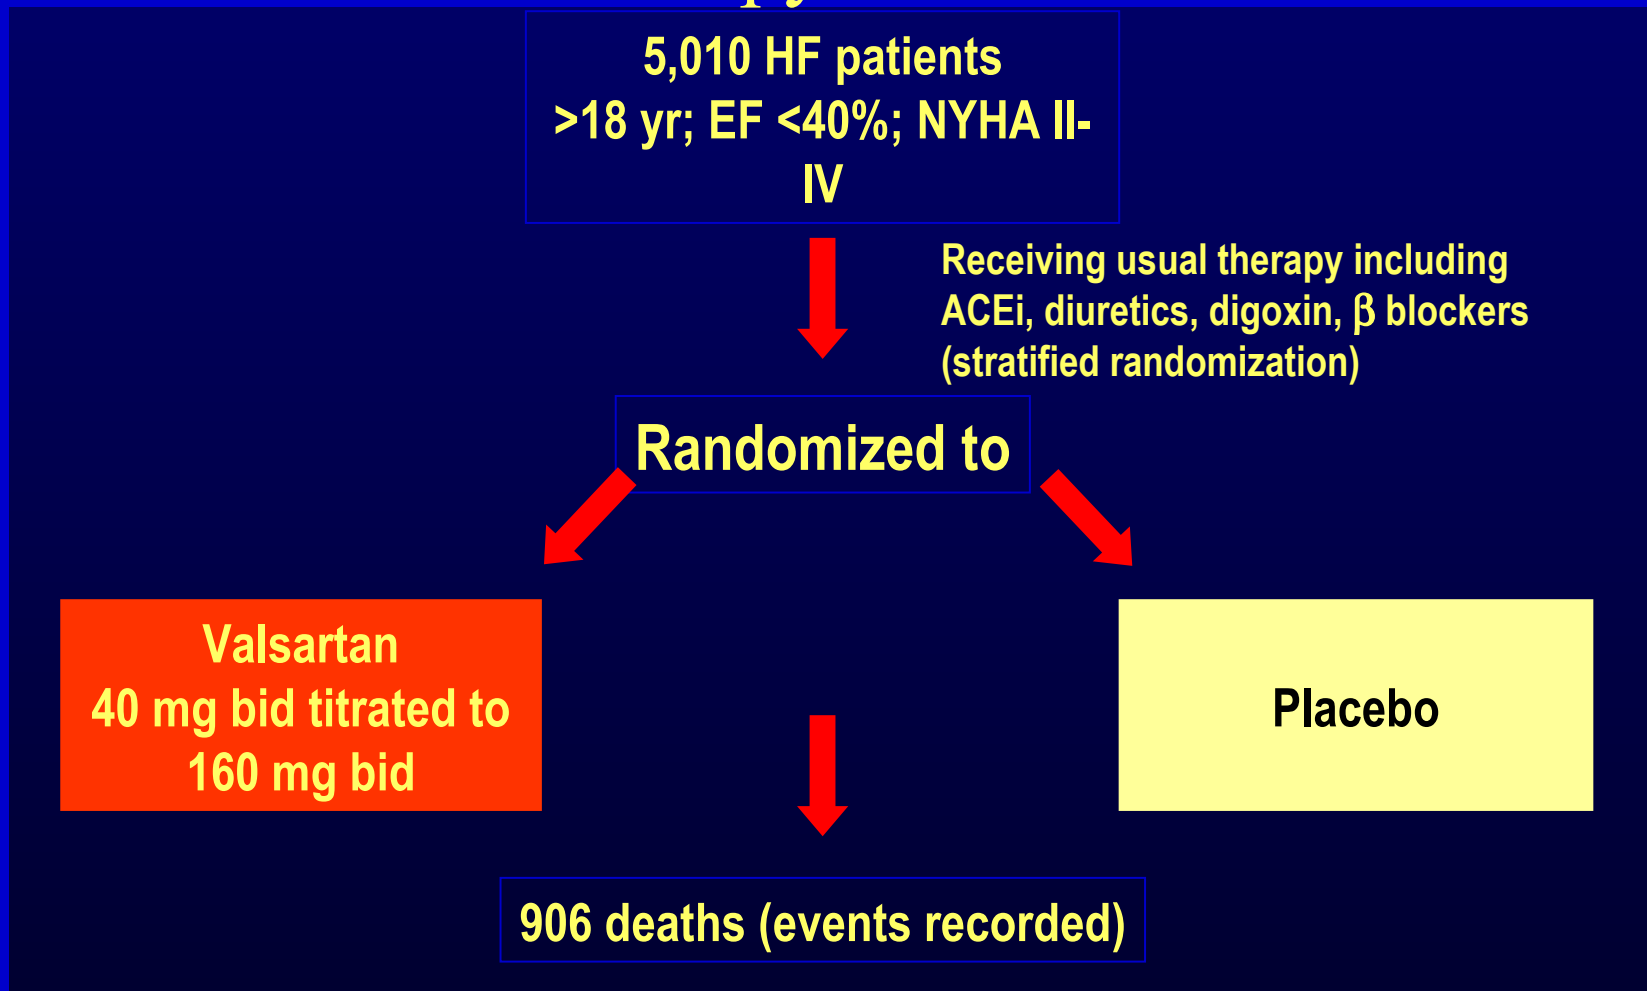 5,010 HF patients
>18 yr; EF <40%; NYHA II-
IV
Receiving usual therapy including
ACEi, diuretics, digoxin, β blockers
(stratified randomization)
Randomized to
Valsartan
40 mg bid titrated to
160 mg bid
Placebo
906 deaths (events recorded)